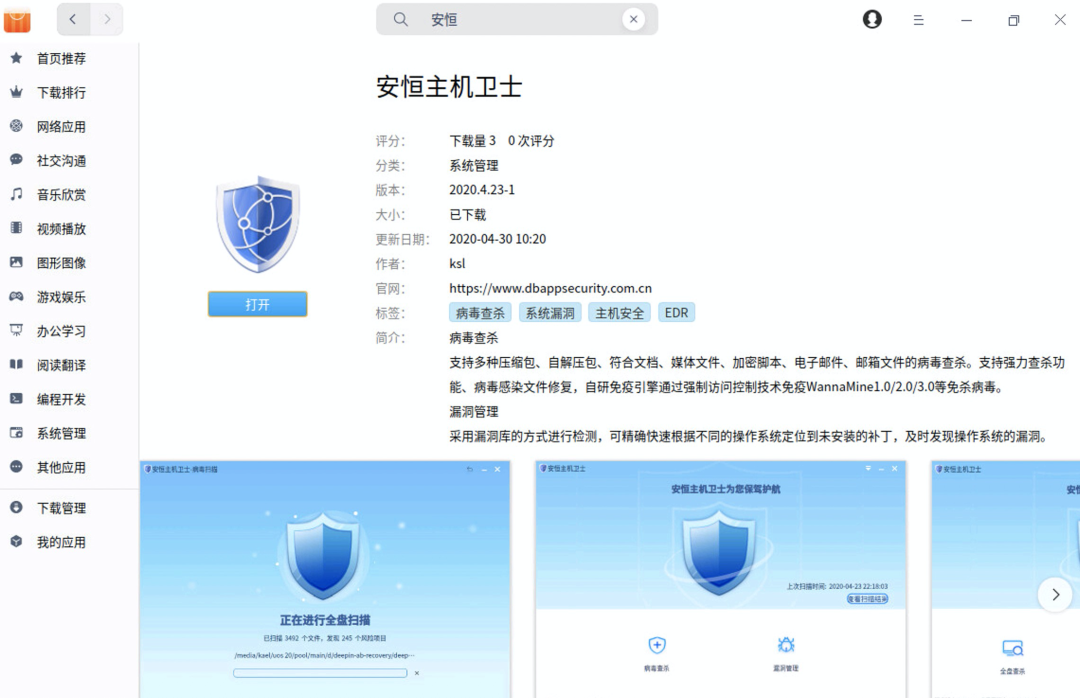 安恒
首页推荐
下载排行
网络应用
社交沟通
音乐欣赏
视频播放
图形图像
游戏娱乐
办公学习
阅读翻译
编程开发
系统管理
其他应用
下载管理
我的应用
安恒主机卫士
打开
评分： 下载量 3 0 次评分
分类： 系统管理
版本： 2020.4.23-1
大小： 已下载
更新日期： 2020-04-30 10:20
作者： ksl
官网： https://www.dbappsecurity.com.cn
标签： 病毒查杀 系统漏洞 主机安全 EDR
简介： 病毒查杀
支持多种压缩包、自解压包、符合文档、媒体文件、加密脚本、电子邮件、邮箱文件的病毒查杀。支持强力查杀功
能、病毒感染文件修复，自研免疫引擎通过强制访问控制技术免疫WannaMine1.0/2.0/3.0等免杀病毒。
漏洞管理
采用漏洞库的方式进行检测，可精确快速根据不同的操作系统定位到未安装的补丁，及时发现操作系统的漏洞。
安恒主机卫士-病毒扫描
正在进行全盘扫描
已扫描 3492 个文件，发现 245 个风险项目
/media/kael/uos 20/pool/main/d/deepin-ab-recovery/deep···
安恒主机卫士
安恒主机卫士为您保驾护航
上次扫描时间: 2020-04-23 22:18:03
查看扫描结果
病毒查杀
漏洞管理
安恒主机卫士
安恒
全盘查杀